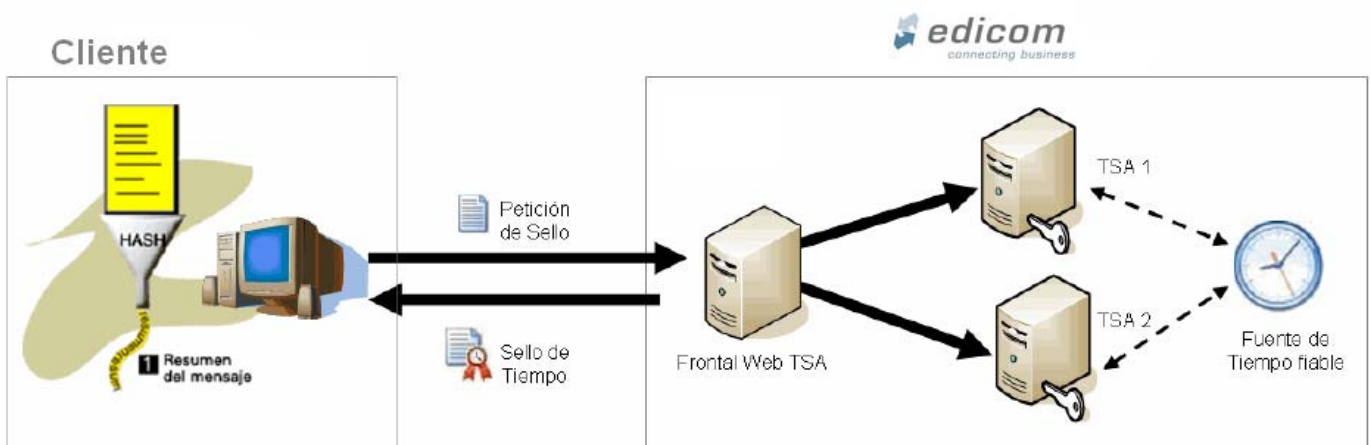 Cliente
edicom
connecting business
HASH
resumen
1 Resumen
del mensaje
Petición
de Sello
Sello de
Tiempo
Frontal Web TSA
TSA 1
TSA 2
Fuente de
Tiempo fiable